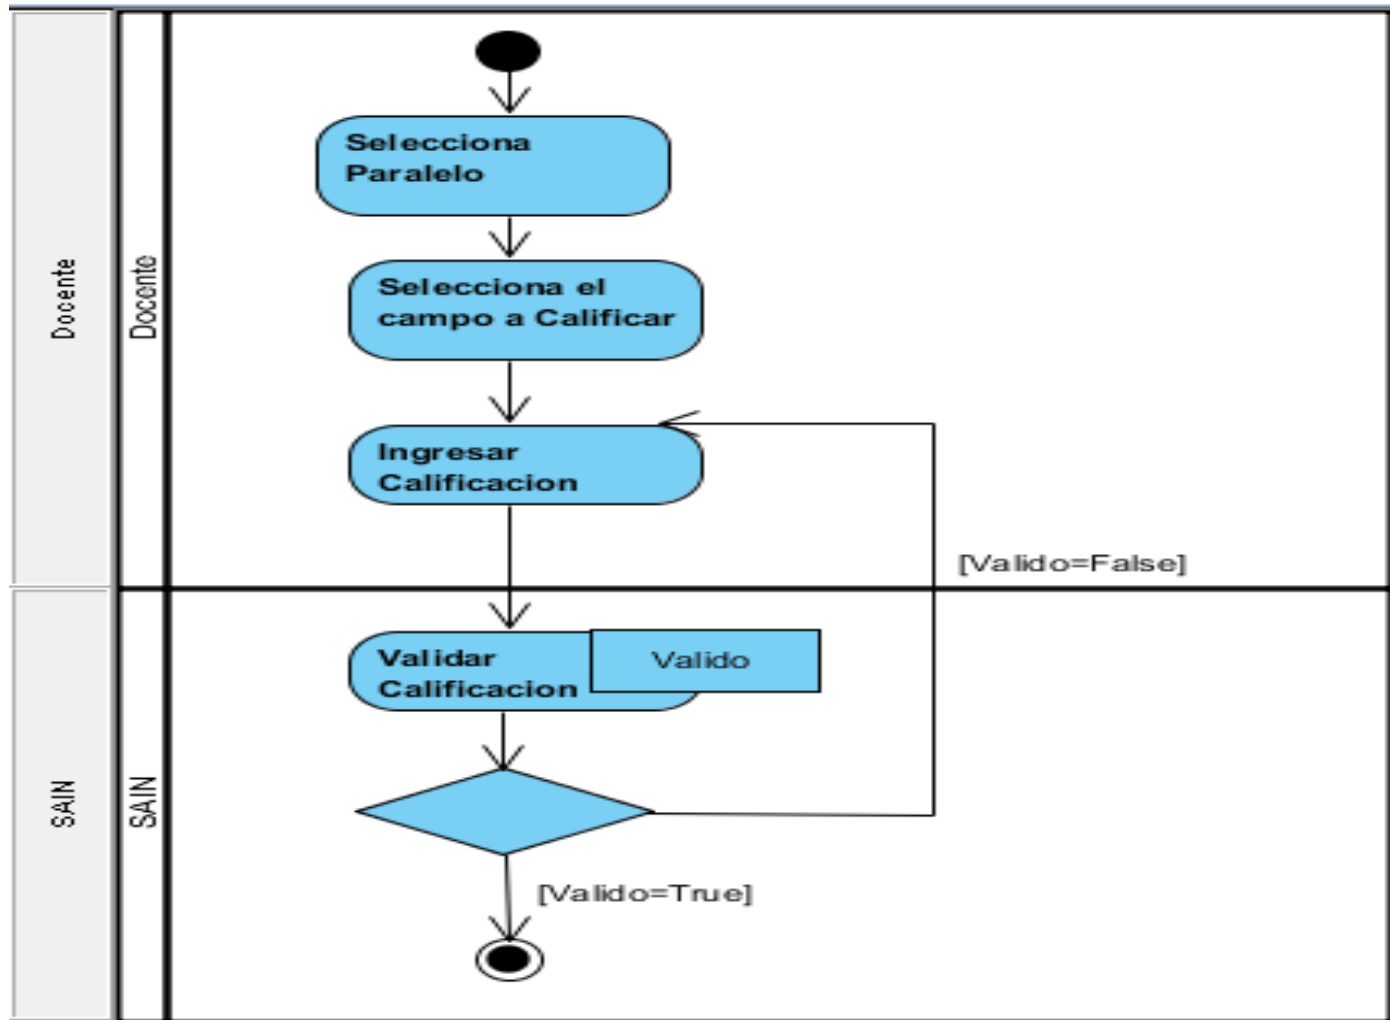 Docente
Docente
Selecciona
Paralelo
Selecciona el
campo a Calificar
Ingresar
Calificacion
[Valido=False]
SAIN
SAIN
Validar
Calificacion
Valido
[Valido=True]